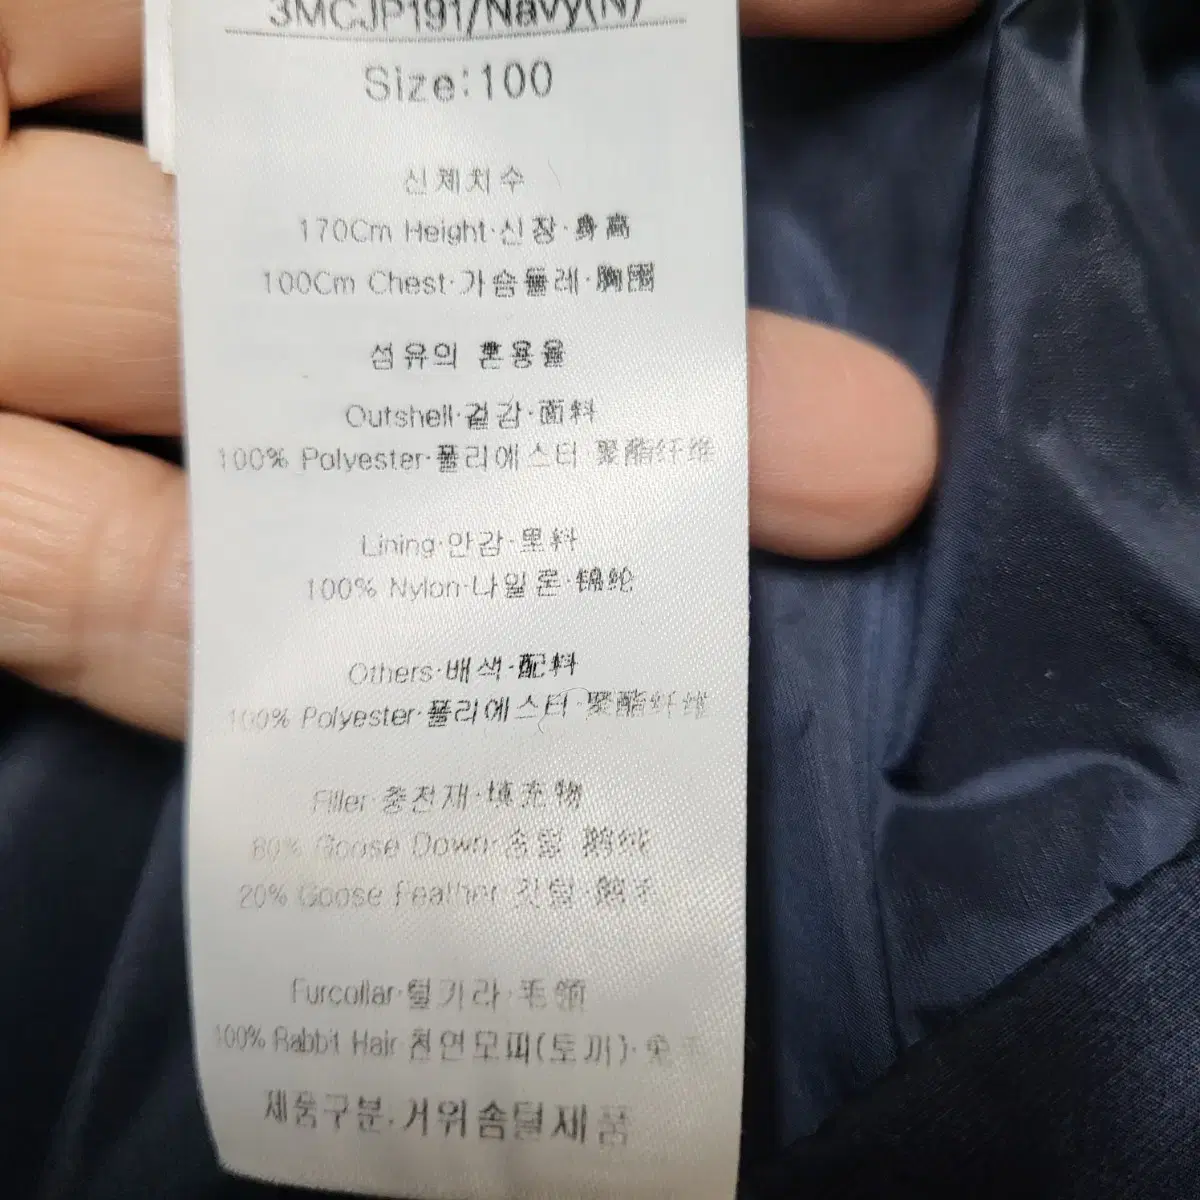 3MCJP191/Navy(N)
Size:100
신체치수
170Cm Height·신장·身高
100Cm Chest·가슴둘레·胸围
섬유의 혼용율
Outshell·겉감·面料
100% Polyester·폴리에스터·聚酯纤维
Lining·안감·里料
100% Nylon·나일론·锦纶
Others·배색·配料
100% Polyester·폴리에스터·聚酯纤维
Filler·충전재·填充物
80% Goose Down·솜털·鹅绒
20% Goose Feather·깃털·鹅毛
Furcollar·털카라·毛领
100% Rabbit Hair·천연모피(토끼)·兔毛
제품구분.거위솜털제품